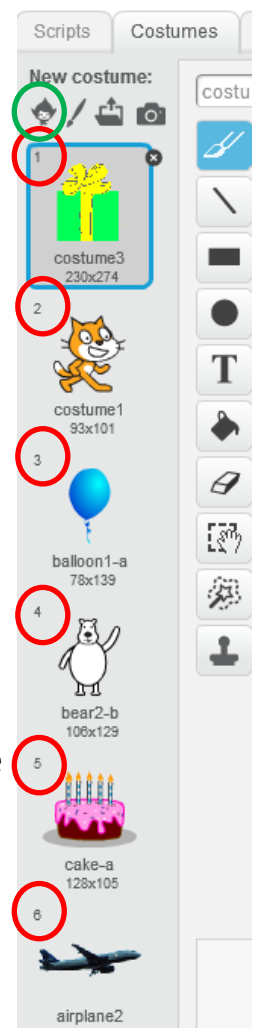 Scripts Costumes
New costume:
costu
1
costume3
230x274
2
costume1
93x101
3
balloon1-a
78x139
4
bear2-b
106x129
e
5
cake-a
128x105
6
airplane2
T